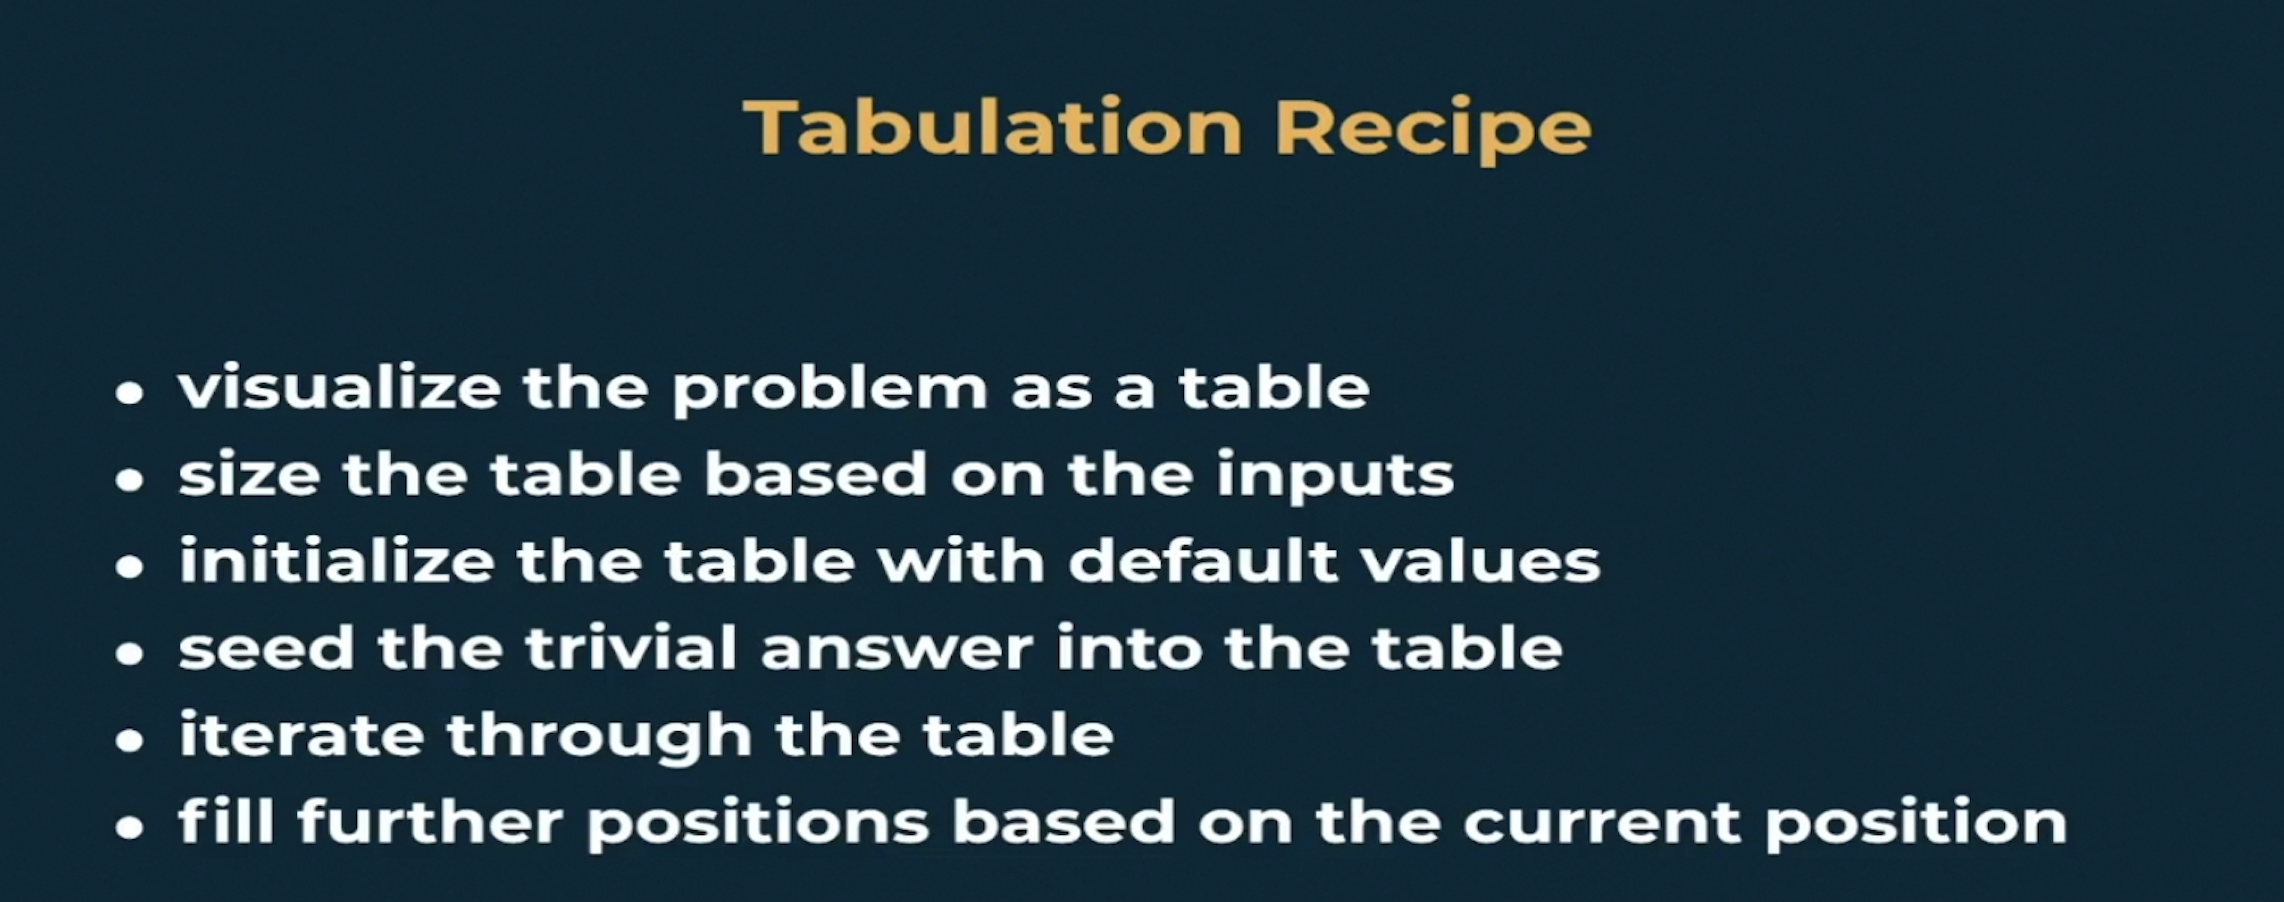 Tabulation Recipe
• visualize the problem as a table
• size the table based on the inputs
• initialize the table with default values
• seed the trivial answer into the table
• iterate through the table
• fill further positions based on the current position